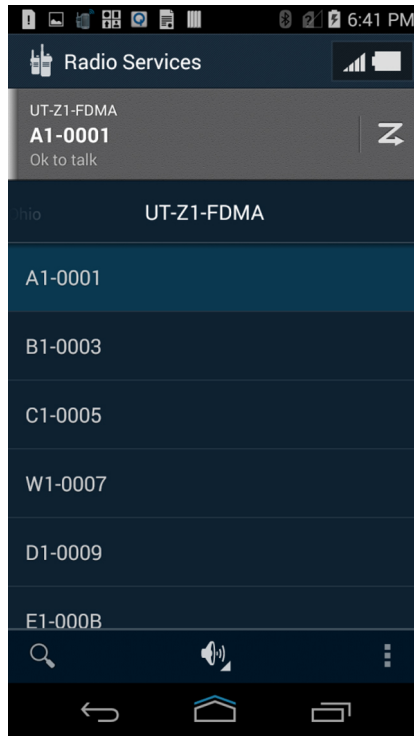 6:41 PM
Radio Services
UT-Z1-FDMA
A1-0001
Ok to talk
Ohio UT-Z1-FDMA
A1-0001
B1-0003
C1-0005
W1-0007
D1-0009
E1-000B